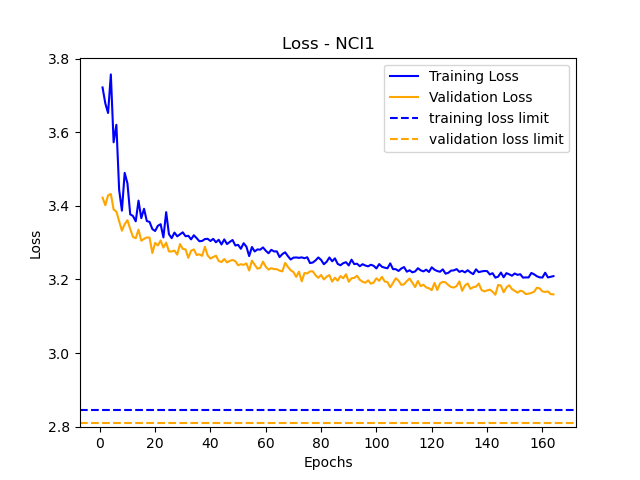 Loss - NCI1
Training Loss
Validation Loss
training loss limit
validation loss limit
Loss
3.8
3.6
3.4
3.2
3.0
2.8
0 20 40 60 80 100 120 140 160
Epochs